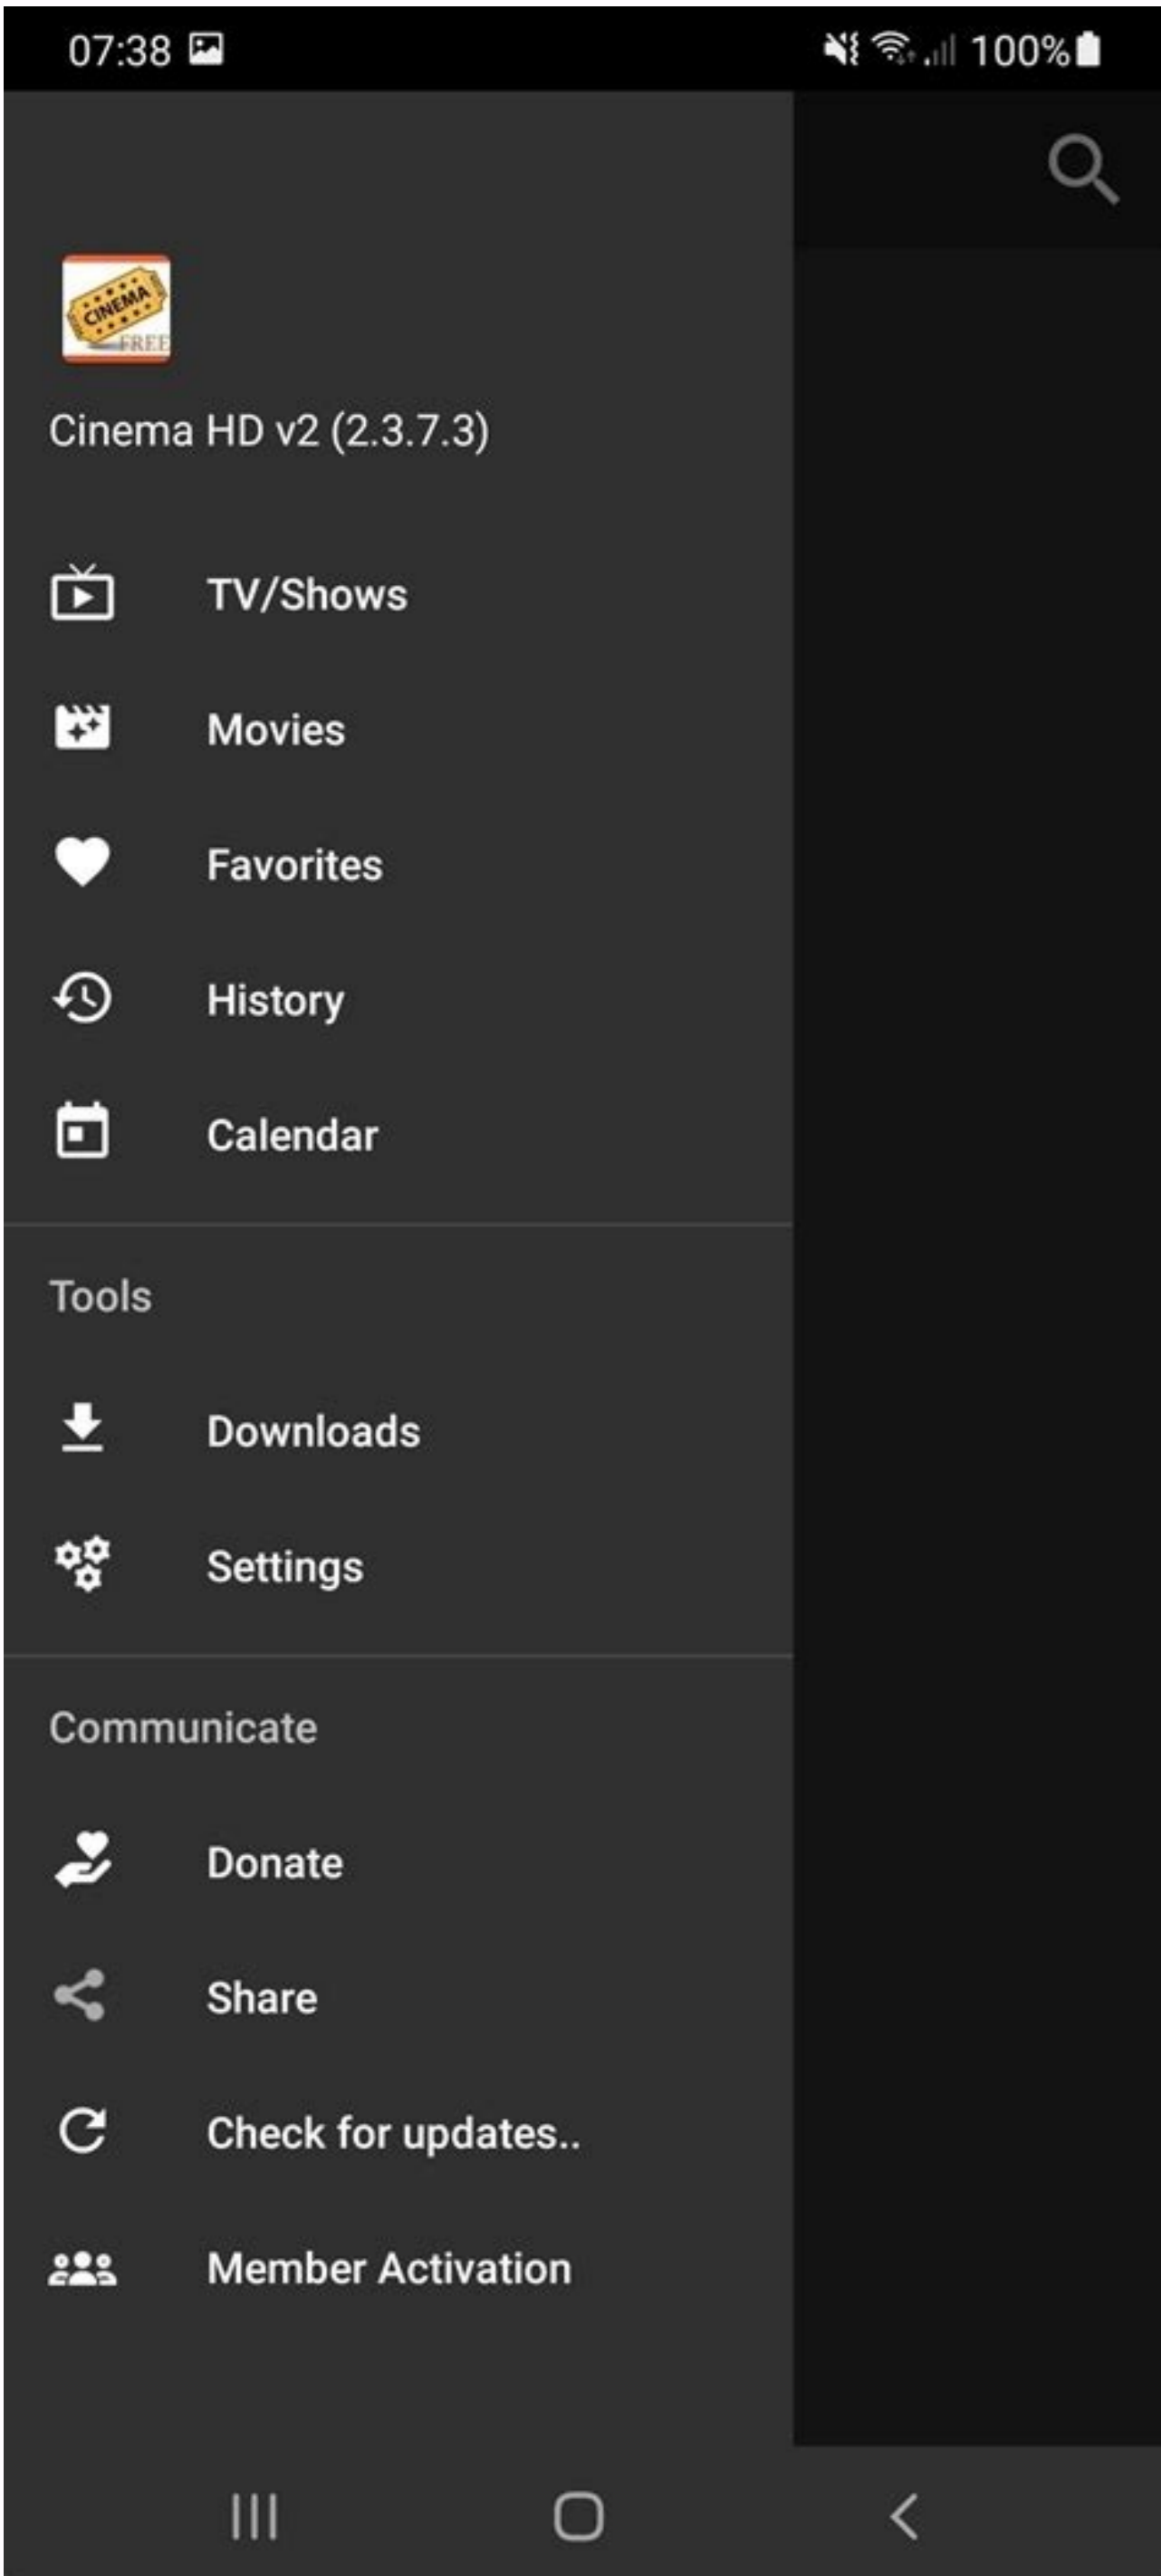 07:38
100%
CINEMA
FREE
Cinema HD v2 (2.3.7.3)
TV/Shows
Movies
Favorites
History
Calendar
Tools
Downloads
Settings
Communicate
Donate
Share
Check for updates..
Member Activation